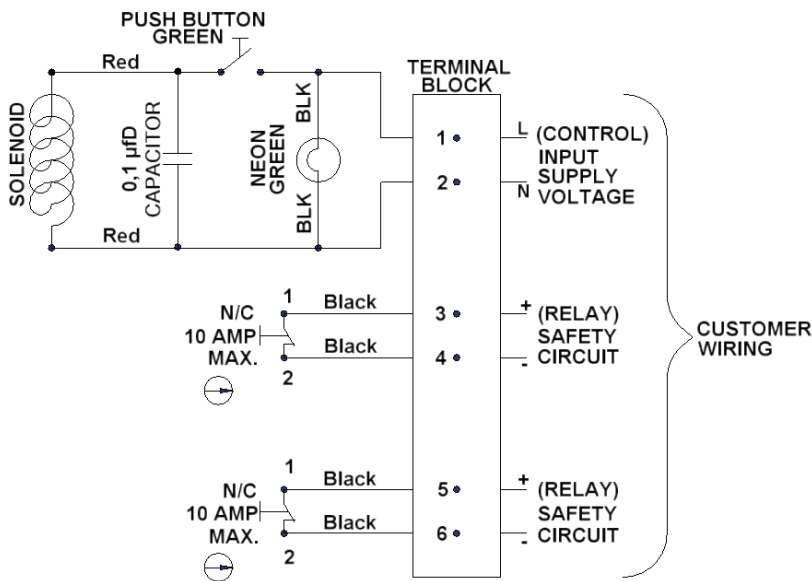 PUSH BUTTON
GREEN
Red
TERMINAL
BLOCK
SOLENOID
0,1 µfD
CAPACITOR
BLK
NEON
GREEN
BLK
Red
1
2
L (CONTROL)
INPUT
SUPPLY
N VOLTAGE
N/C
10 AMP
MAX.
1
2
Black
Black
3
4
+ (RELAY)
SAFETY
- CIRCUIT
CUSTOMER
WIRING
N/C
10 AMP
MAX.
1
2
Black
Black
5
6
+ (RELAY)
SAFETY
- CIRCUIT